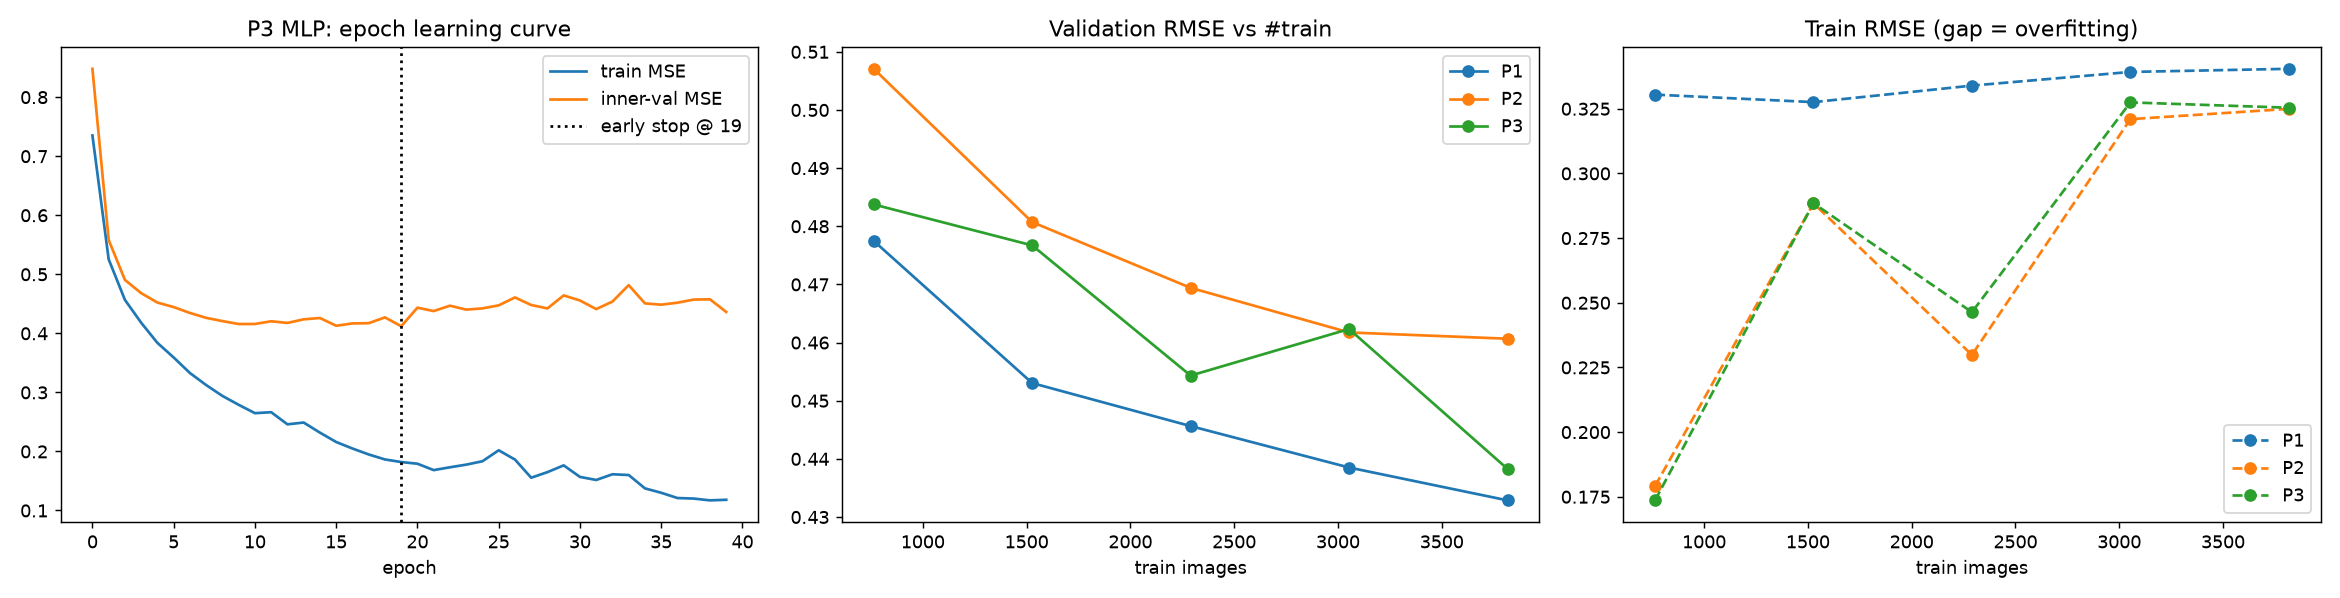 P3 MLP: epoch learning curve
0.8
0.7
0.6
0.5
0.4
0.3
0.2
0.1
0 5 10 15 20 25 30 35 40
epoch
train MSE
inner-val MSE
early stop @ 19
Validation RMSE vs #train
0.51
0.50
0.49
0.48
0.47
0.46
0.45
0.44
0.43
1000 1500 2000 2500 3000 3500
train images
P1
P2
P3
Train RMSE (gap = overfitting)
0.325
0.300
0.275
0.250
0.225
0.200
0.175
1000 1500 2000 2500 3000 3500
train images
P1
P2
P3